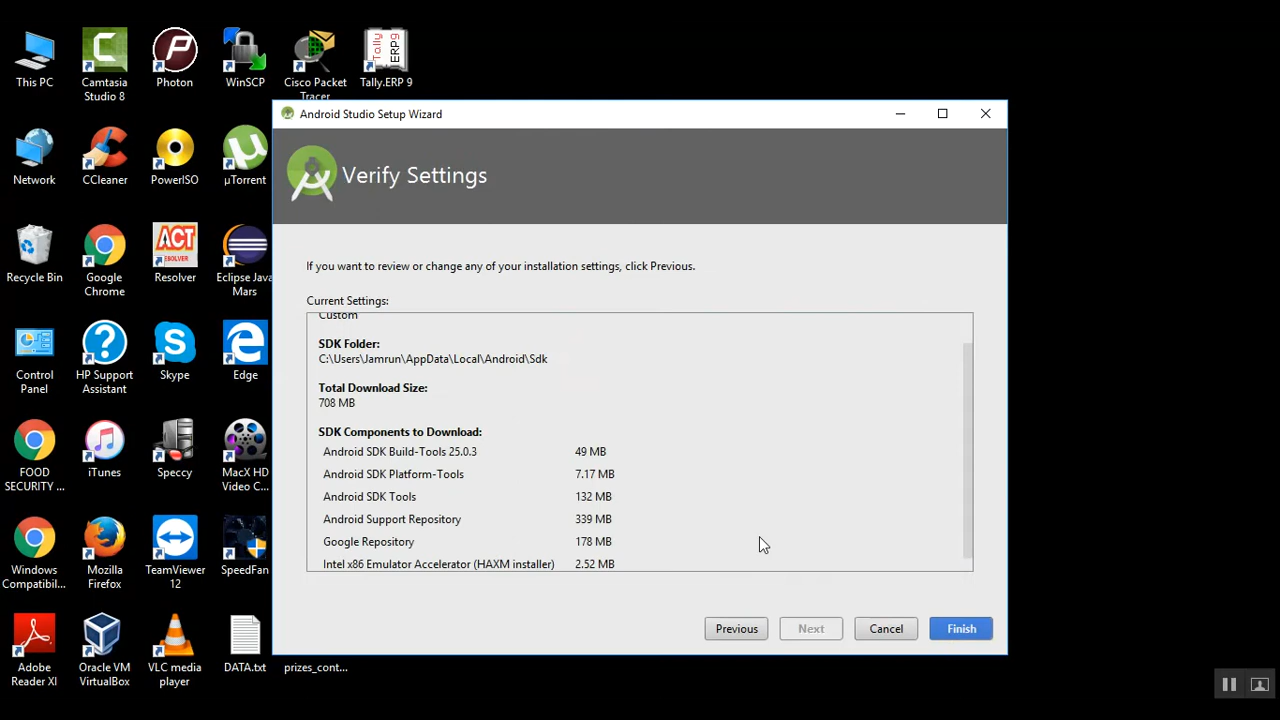 This PC
Camtasia Studio 8
Photon
WinSCP
Cisco Packet Tracer
Tally.ERP 9
Tally
ERP9
Android Studio Setup Wizard
Verify Settings
Network
CCleaner
PowerISO
µTorrent
Recycle Bin
Google Chrome
ACT
Resolver
Eclipse Java Mars
Control Panel
HP Support Assistant
Skype
Edge
FOOD SECURITY ...
iTunes
Speccy
MacX HD Video C...
Windows Compatibil...
Mozilla Firefox
TeamViewer 12
SpeedFan
Adobe Reader XI
Oracle VM VirtualBox
VLC media player
DATA.txt
prizes_cont...
If you want to review or change any of your installation settings, click Previous.
Current Settings:
Custom
SDK Folder:
C:\Users\Jamrun\AppData\Local\Android\Sdk
Total Download Size:
708 MB
SDK Components to Download:
Android SDK Build-Tools 25.0.3 49 MB
Android SDK Platform-Tools 7.17 MB
Android SDK Tools 132 MB
Android Support Repository 339 MB
Google Repository 178 MB
Intel x86 Emulator Accelerator (HAXM installer) 2.52 MB
Previous
Next
Cancel
Finish